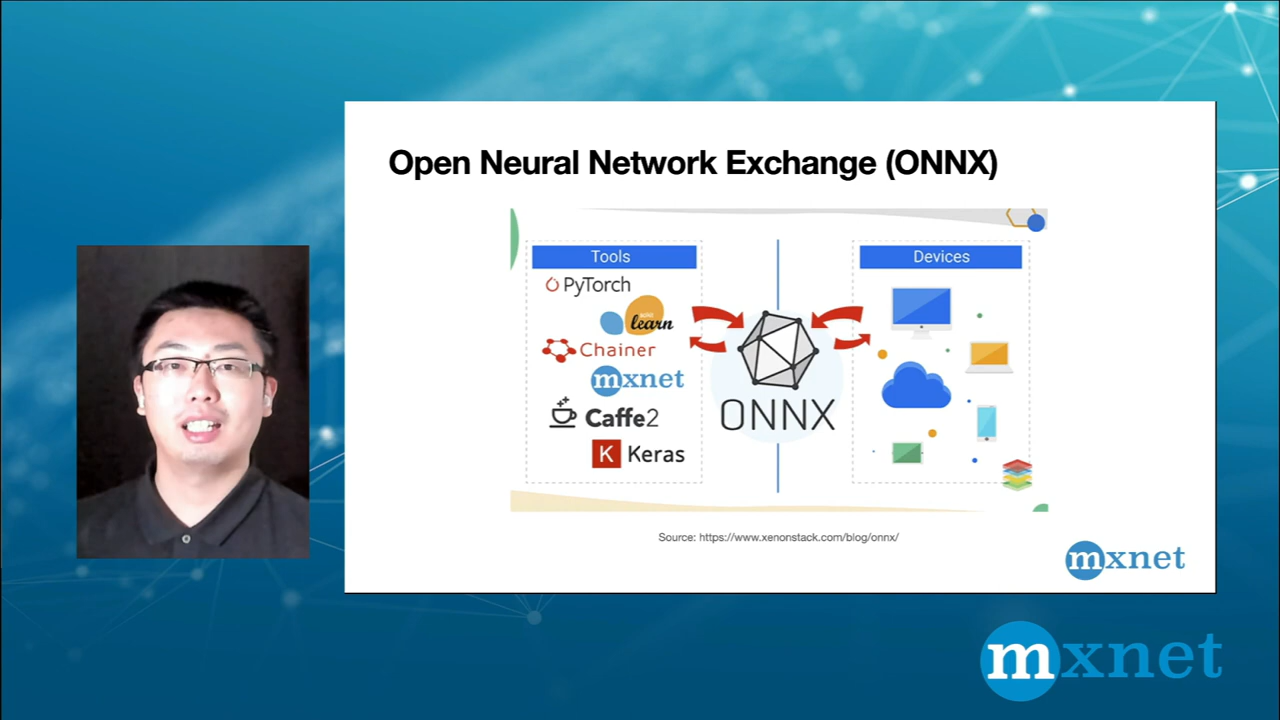 Open Neural Network Exchange (ONNX)
Tools
PyTorch
learn
Chainer
mxnet
Caffe2
K Keras
ONNX
Devices
Source: https://www.xenonstack.com/blog/onnx/
mxnet
mxnet